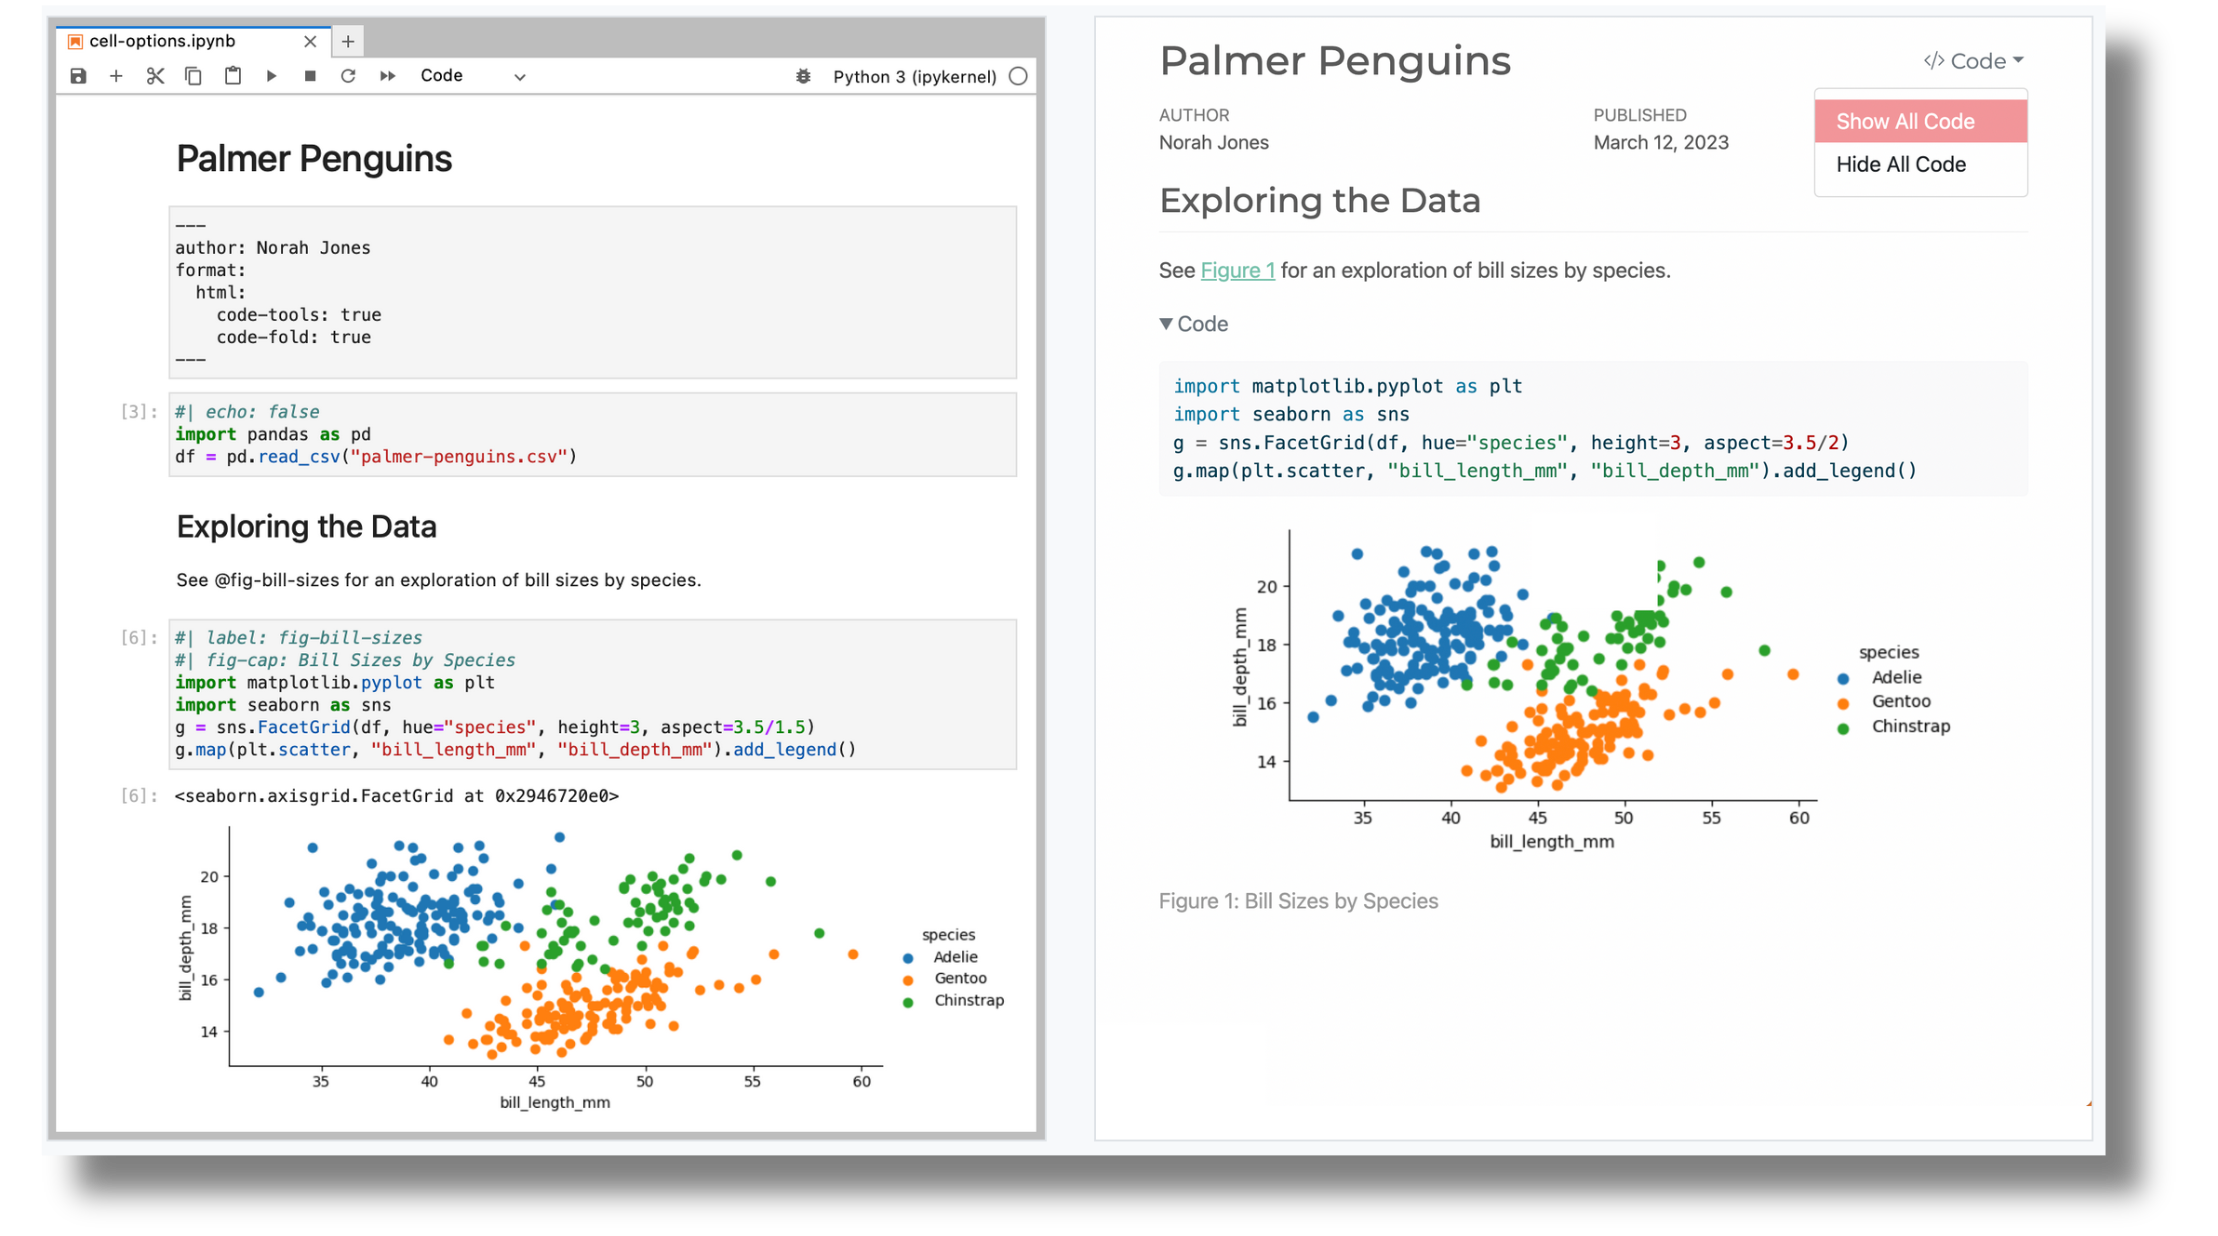 cell-options.ipynb
Code
Python 3 (ipykernel)
Palmer Penguins
---
author: Norah Jones
format:
  html:
    code-tools: true
    code-fold: true
---
[3]:
#| echo: false
import pandas as pd
df = pd.read_csv("palmer-penguins.csv")
Exploring the Data
See @fig-bill-sizes for an exploration of bill sizes by species.
[6]:
#| label: fig-bill-sizes
#| fig-cap: Bill Sizes by Species
import matplotlib.pyplot as plt
import seaborn as sns
g = sns.FacetGrid(df, hue="species", height=3, aspect=3.5/1.5)
g.map(plt.scatter, "bill_length_mm", "bill_depth_mm").add_legend()
[6]:
<seaborn.axisgrid.FacetGrid at 0x2946720e0>
bill_depth_mm
20
18
16
14
35 40 45 50 55 60
bill_length_mm
species
Adelie
Gentoo
Chinstrap
Palmer Penguins
</> Code
Show All Code
Hide All Code
AUTHOR
Norah Jones
PUBLISHED
March 12, 2023
Exploring the Data
See Figure 1 for an exploration of bill sizes by species.
Code
import matplotlib.pyplot as plt
import seaborn as sns
g = sns.FacetGrid(df, hue="species", height=3, aspect=3.5/2)
g.map(plt.scatter, "bill_length_mm", "bill_depth_mm").add_legend()
bill_depth_mm
20
18
16
14
35 40 45 50 55 60
bill_length_mm
species
Adelie
Gentoo
Chinstrap
Figure 1: Bill Sizes by Species